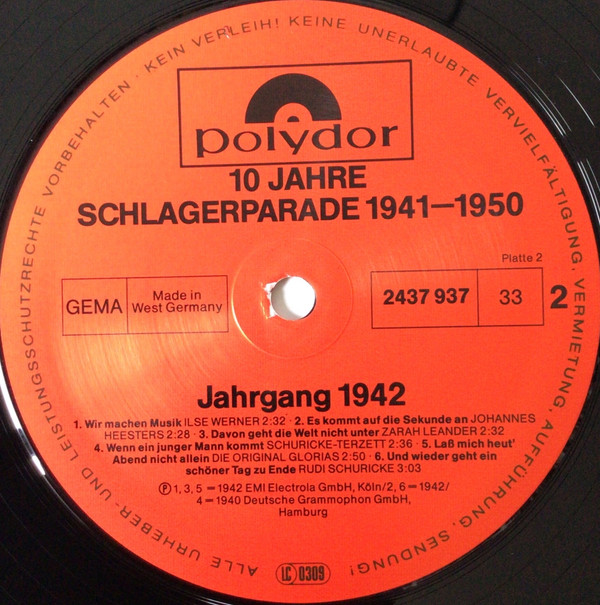 polydor
10 JAHRE
SCHLAGERPARADE 1941—1950
Platte 2
GEMA
Made in
West Germany
2437 937
33
2
Jahrgang 1942
1. Wir machen Musik ILSE WERNER 2:32 · 2. Es kommt auf die Sekunde an JOHANNES
HEESTERS 2:28 · 3. Davon geht die Welt nicht unter ZARAH LEANDER 2:32
4. Wenn ein junger Mann kommt SCHURICKE-TERZETT 2:36 · 5. Laß mich heut'
Abend nicht allein DIE ORIGINAL GLORIAS 2:50 · 6. Und wieder geht ein
schöner Tag zu Ende RUDI SCHURICKE 3:03
Ⓟ 1, 3, 5 — 1942 EMI Electrola GmbH, Köln/2, 6 —1942/
4 —1940 Deutsche Grammophon GmbH,
Hamburg
LC 0309
ALLE URHEBER- UND LEISTUNGSSCHUTZRECHTE VORBEHALTEN · KEIN VERLEIH! KEINE UNERLAUBTE VERVIELFÄLTIGUNG, VERMIETUNG, AUFFÜHRUNG, SENDUNG!